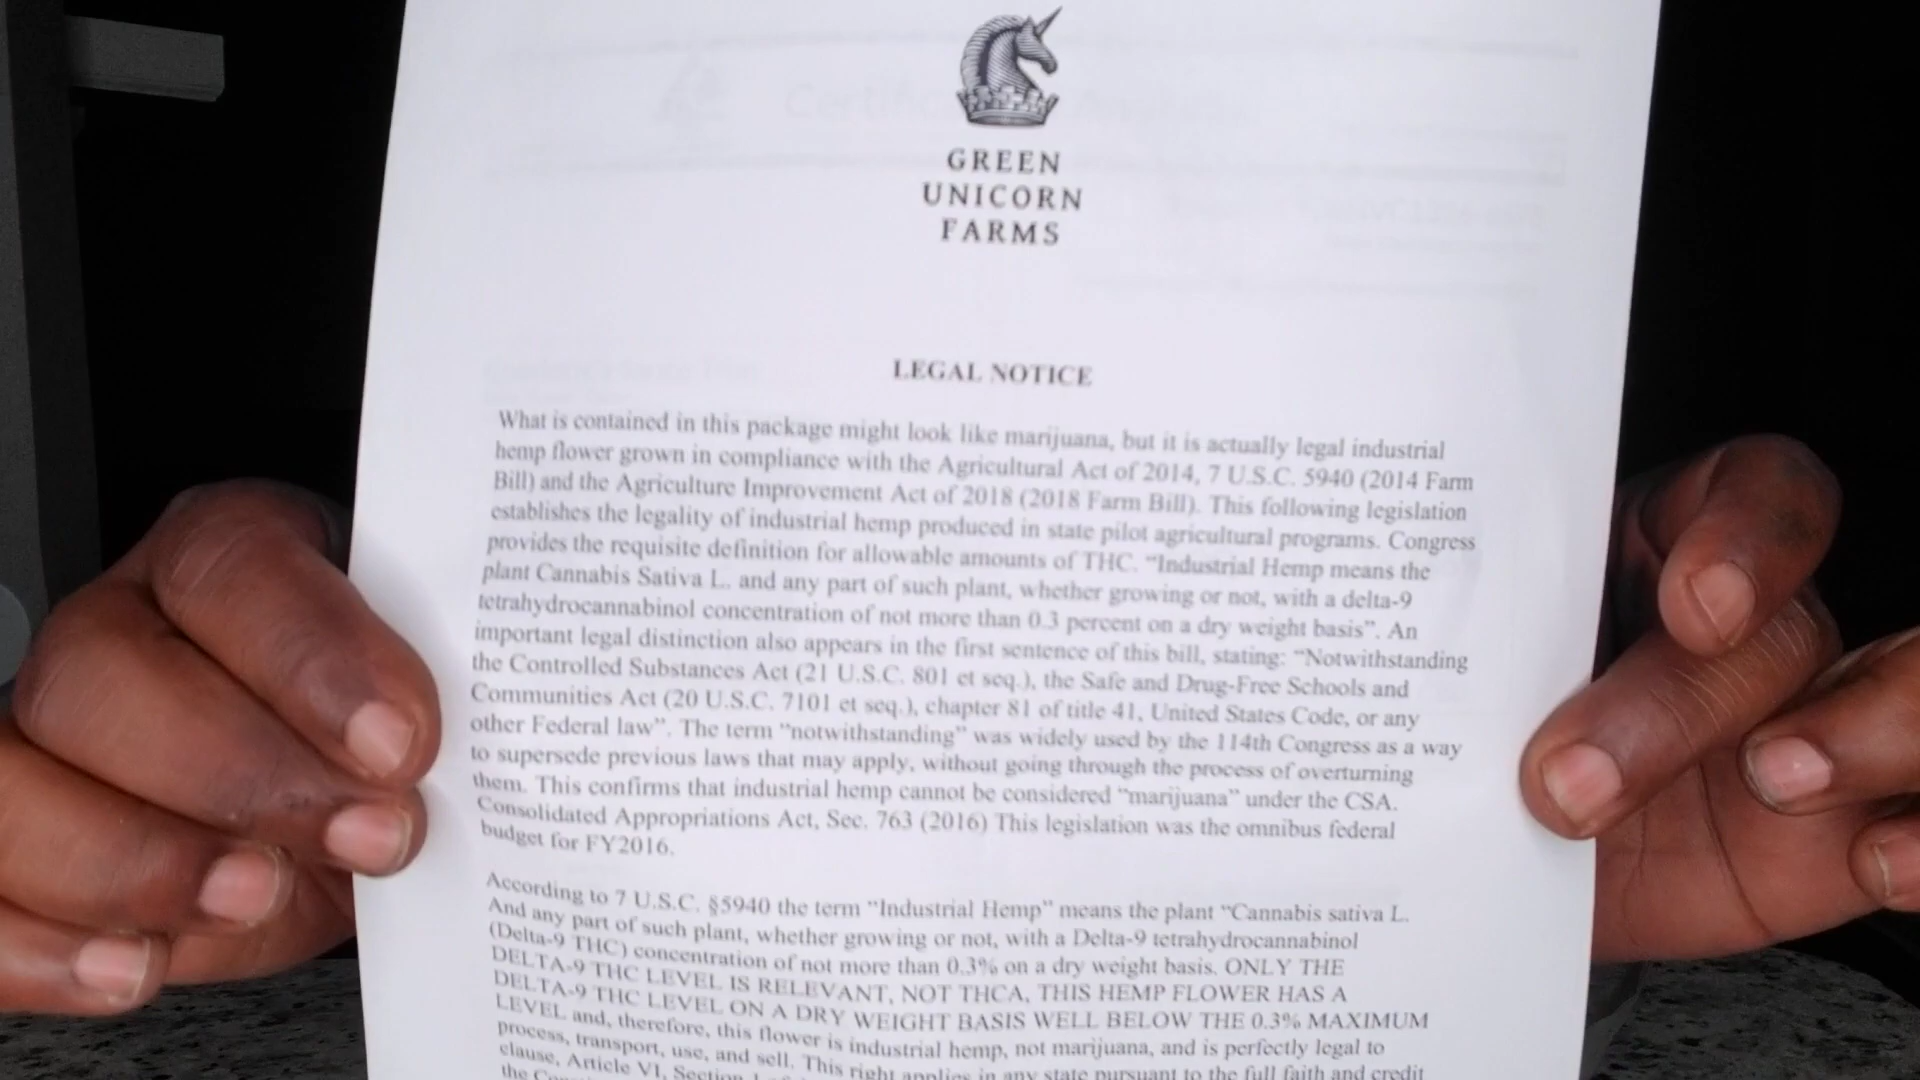 GREEN
UNICORN
FARMS
LEGAL NOTICE
What is contained in this package might look like marijuana, but it is actually legal industrial
hemp flower grown in compliance with the Agricultural Act of 2014, 7 U.S.C. 5940 (2014 Farm
Bill) and the Agriculture Improvement Act of 2018 (2018 Farm Bill). This following legislation
establishes the legality of industrial hemp produced in state pilot agricultural programs. Congress
provides the requisite definition for allowable amounts of THC. “Industrial Hemp means the
plant Cannabis Sativa L. and any part of such plant, whether growing or not, with a delta-9
tetrahydrocannabinol concentration of not more than 0.3 percent on a dry weight basis”. An
important legal distinction also appears in the first sentence of this bill, stating: “Notwithstanding
the Controlled Substances Act (21 U.S.C. 801 et seq.), the Safe and Drug-Free Schools and
Communities Act (20 U.S.C. 7101 et seq.), chapter 81 of title 41, United States Code, or any
other Federal law”. The term “notwithstanding” was widely used by the 114th Congress as a way
to supersede previous laws that may apply, without going through the process of overturning
them. This confirms that industrial hemp cannot be considered “marijuana” under the CSA.
Consolidated Appropriations Act, Sec. 763 (2016) This legislation was the omnibus federal
budget for FY2016.
According to 7 U.S.C. §5940 the term “Industrial Hemp” means the plant “Cannabis sativa L.
And any part of such plant, whether growing or not, with a Delta-9 tetrahydrocannabinol
(Delta-9 THC) concentration of not more than 0.3% on a dry weight basis. ONLY THE
DELTA-9 THC LEVEL IS RELEVANT, NOT THCA, THIS HEMP FLOWER HAS A
DELTA-9 THC LEVEL ON A DRY WEIGHT BASIS WELL BELOW THE 0.3% MAXIMUM
LEVEL and, therefore, this flower is industrial hemp, not marijuana, and is perfectly legal to
process, transport, use, and sell. This right applies in any state pursuant to the full faith and credit
clause, Article VI, Section
the